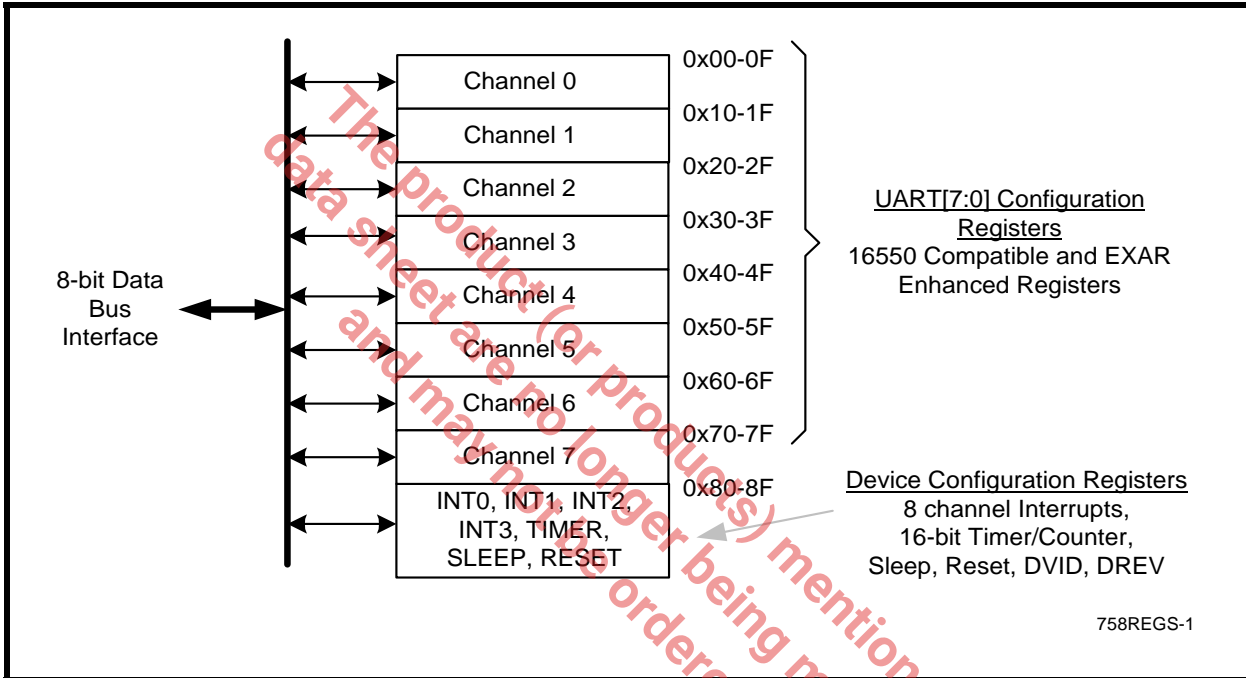 8-bit Data
Bus
Interface
Channel 0
Channel 1
Channel 2
Channel 3
Channel 4
Channel 5
Channel 6
Channel 7
INT0, INT1, INT2,
INT3, TIMER,
SLEEP, RESET
0x00-0F
0x10-1F
0x20-2F
0x30-3F
0x40-4F
0x50-5F
0x60-6F
0x70-7F
0x80-8F
UART[7:0] Configuration
Registers
16550 Compatible and EXAR
Enhanced Registers
Device Configuration Registers
8 channel Interrupts,
16-bit Timer/Counter,
Sleep, Reset, DVID, DREV
758REGS-1
The product (or products) mention
data sheet are no longer being
and may not be